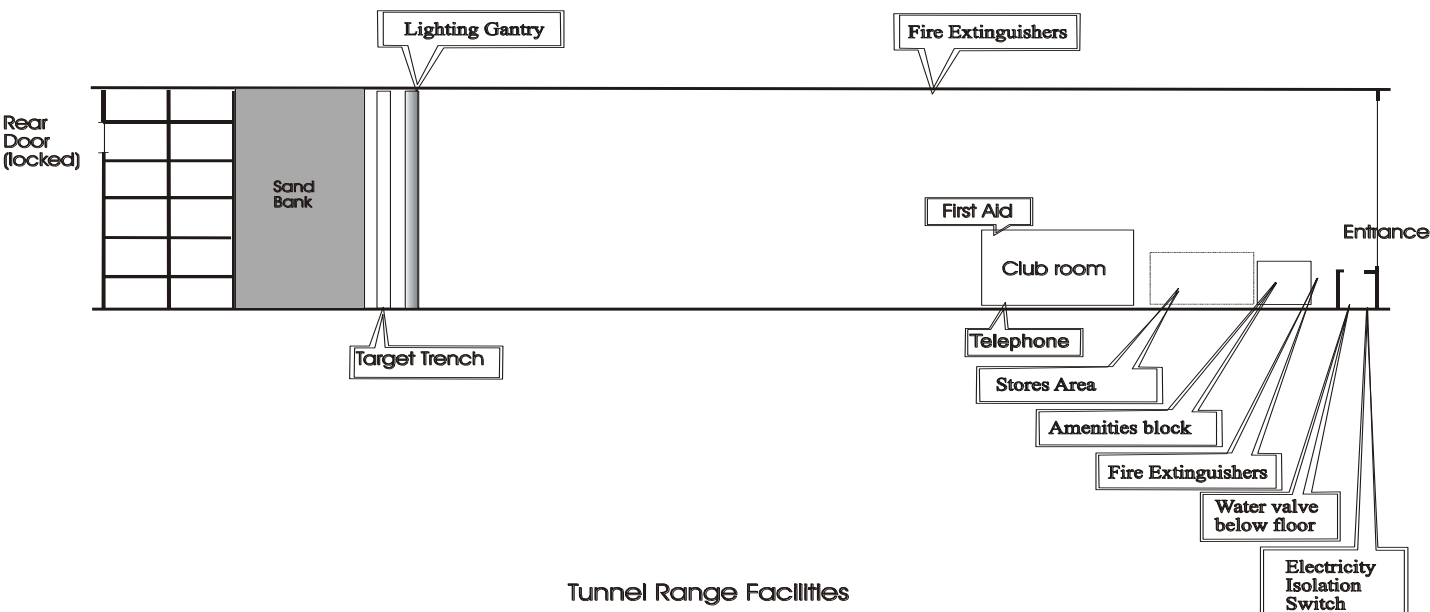 Lighting Gantry
Fire Extinguishers
Rear
Door
(locked)
Sand
Bank
First Aid
Entrance
Club room
Telephone
Target Trench
Stores Area
Amenities block
Fire Extinguishers
Water valve
below floor
Electricity
Isolation
Switch
Tunnel Range Facilities